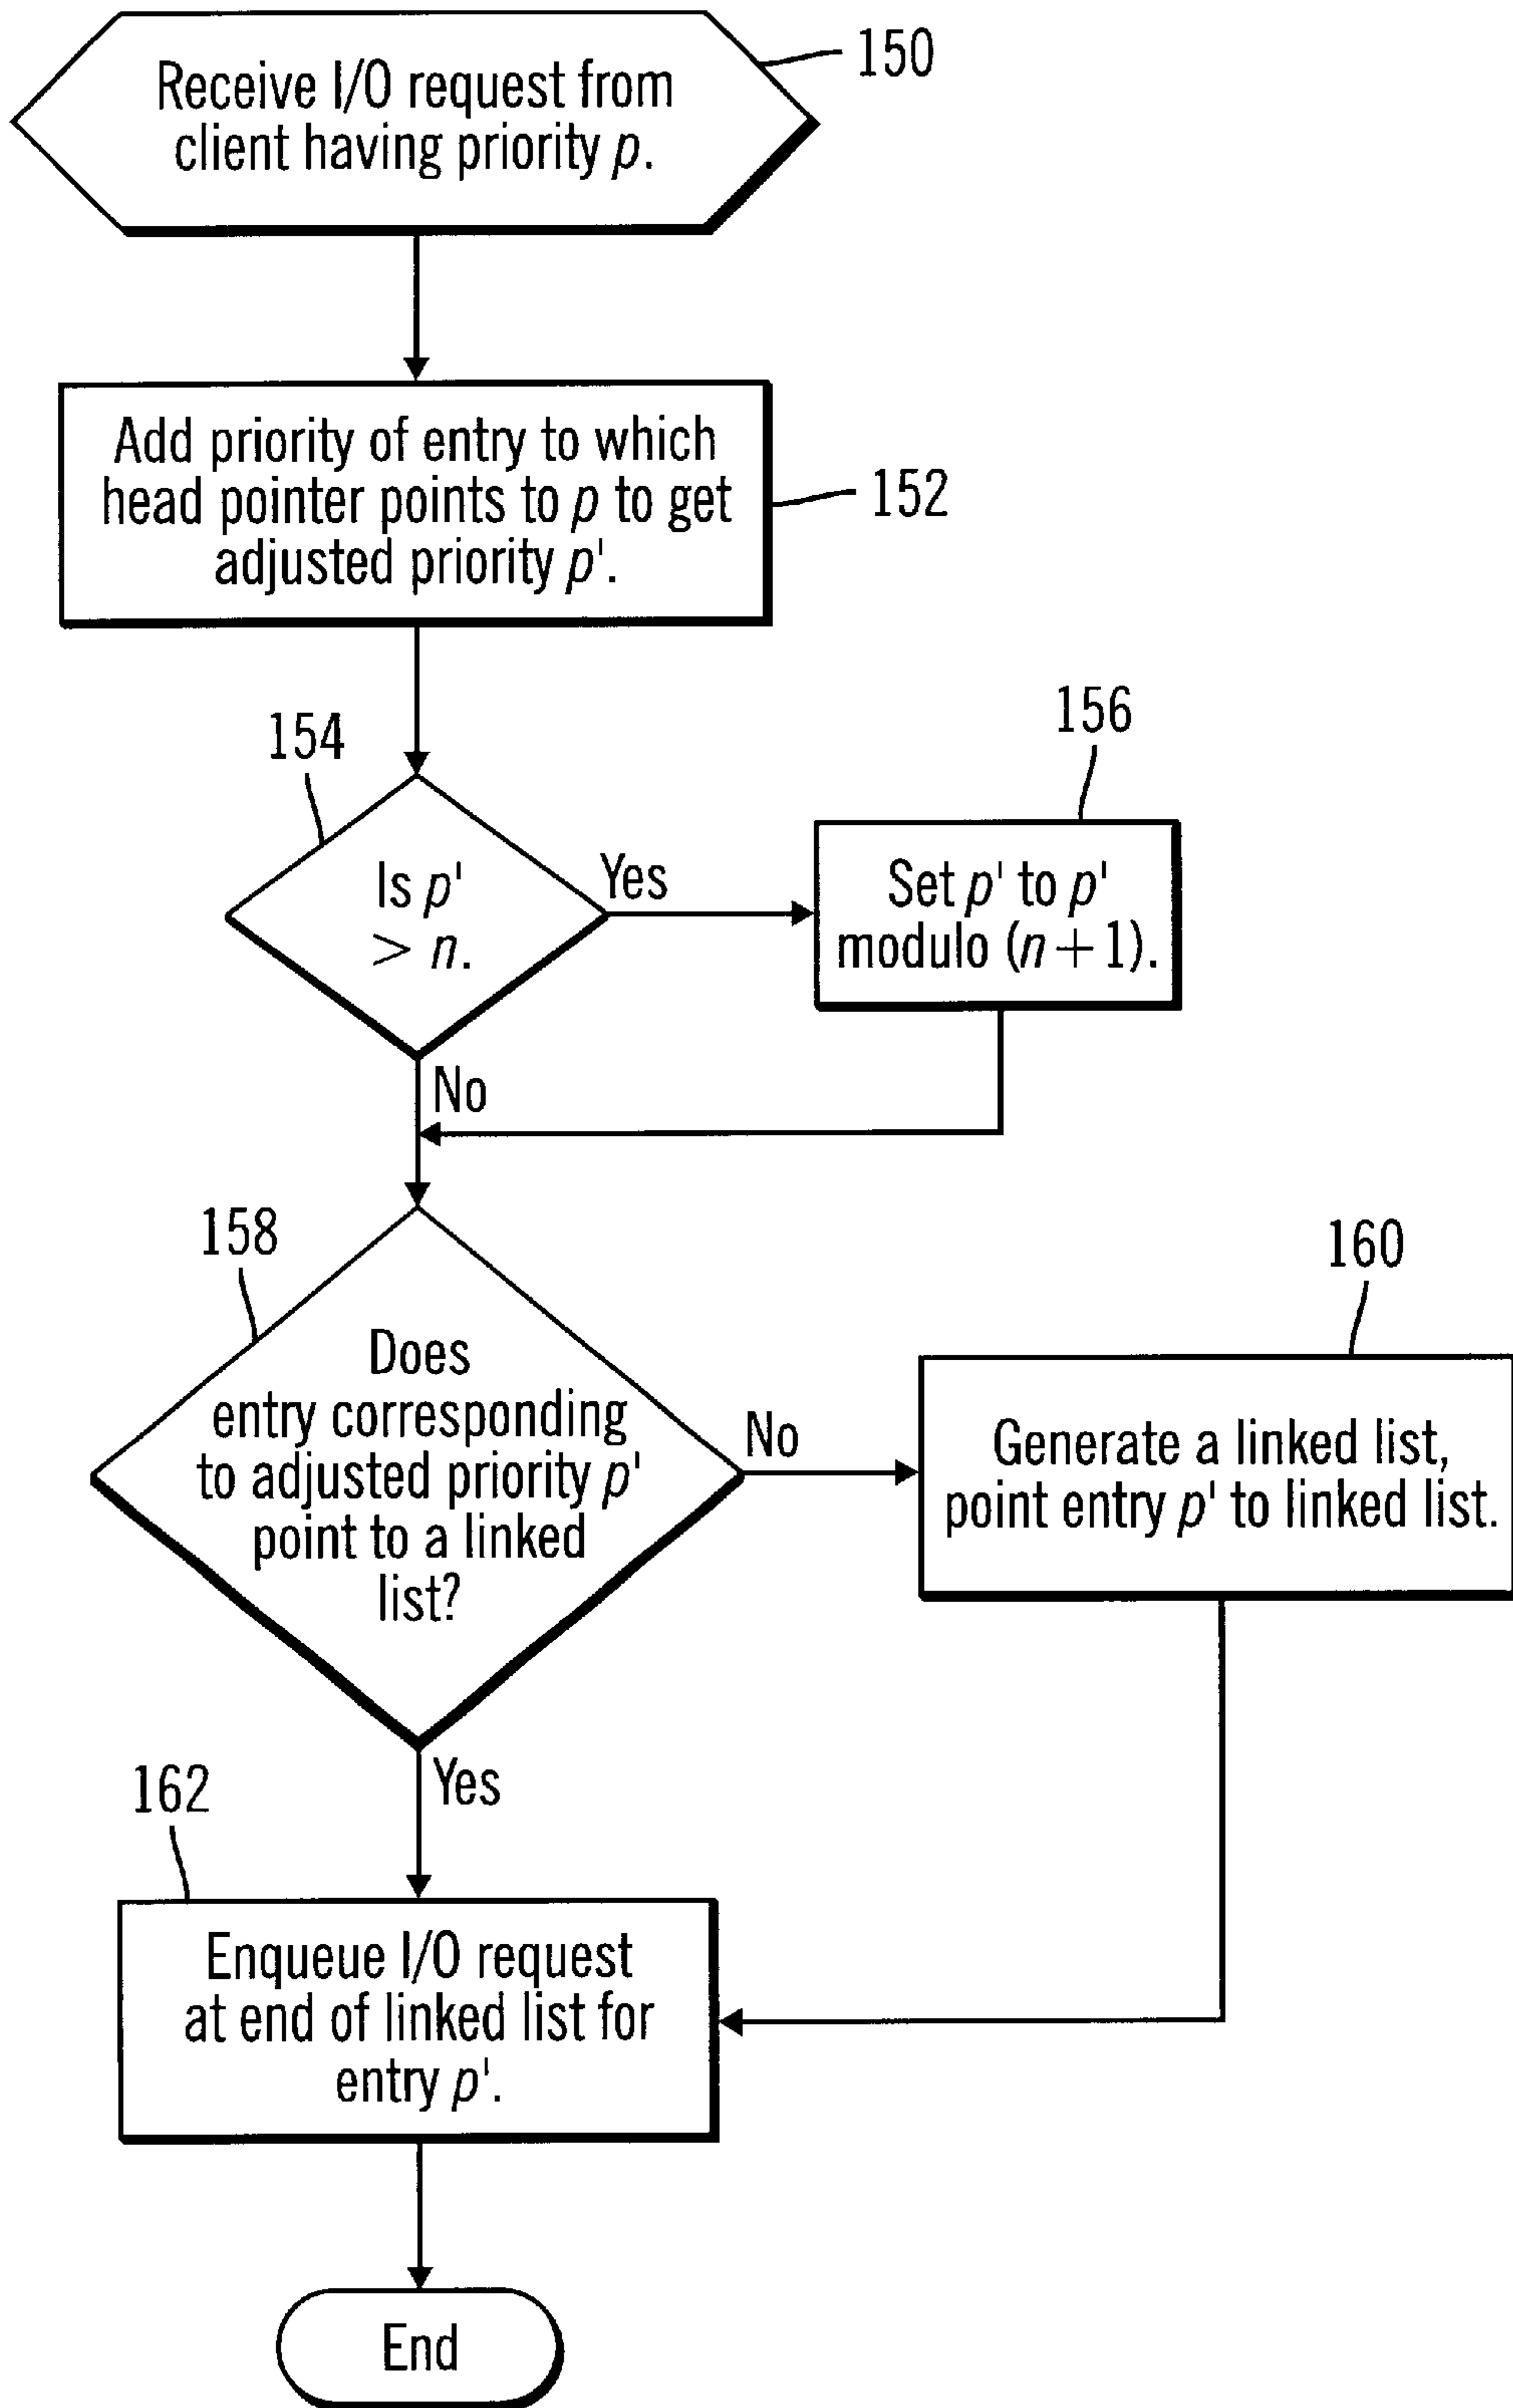 Receive I/O request from
client having priority p.
150
Add priority of entry to which
head pointer points to p to get
adjusted priority p'.
152
154
Is p'
> n.
Yes
No
156
Set p' to p'
modulo (n + 1).
158
Does
entry corresponding
to adjusted priority p'
point to a linked
list?
No
Yes
160
Generate a linked list,
point entry p' to linked list.
162
Enqueue I/O request
at end of linked list for
entry p'.
End